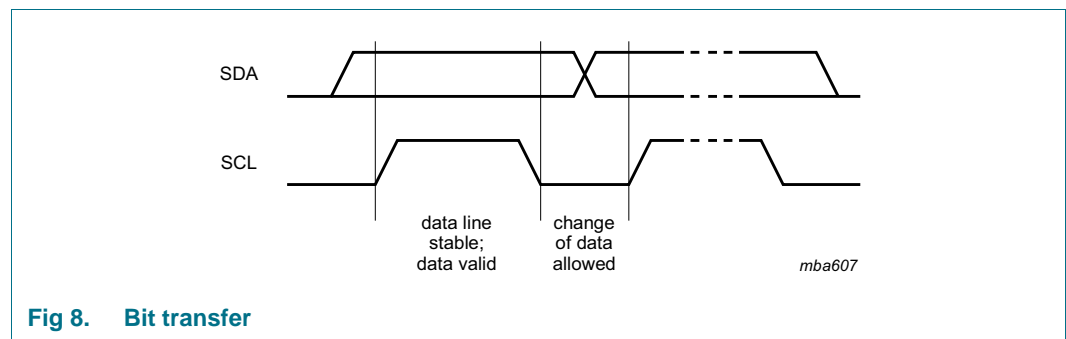 SDA
SCL
data line
stable;
data valid
change
of data
allowed
mba607
Fig 8. Bit transfer